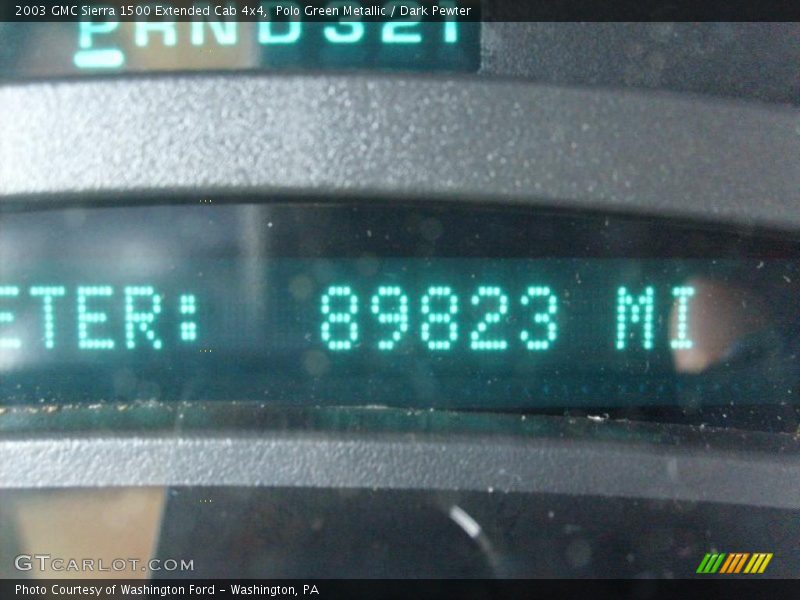 2003 GMC Sierra 1500 Extended Cab 4x4, Polo Green Metallic / Dark Pewter
PRND321
ETER: 89823 MI
GTCARLOT.COM
Photo Courtesy of Washington Ford - Washington, PA